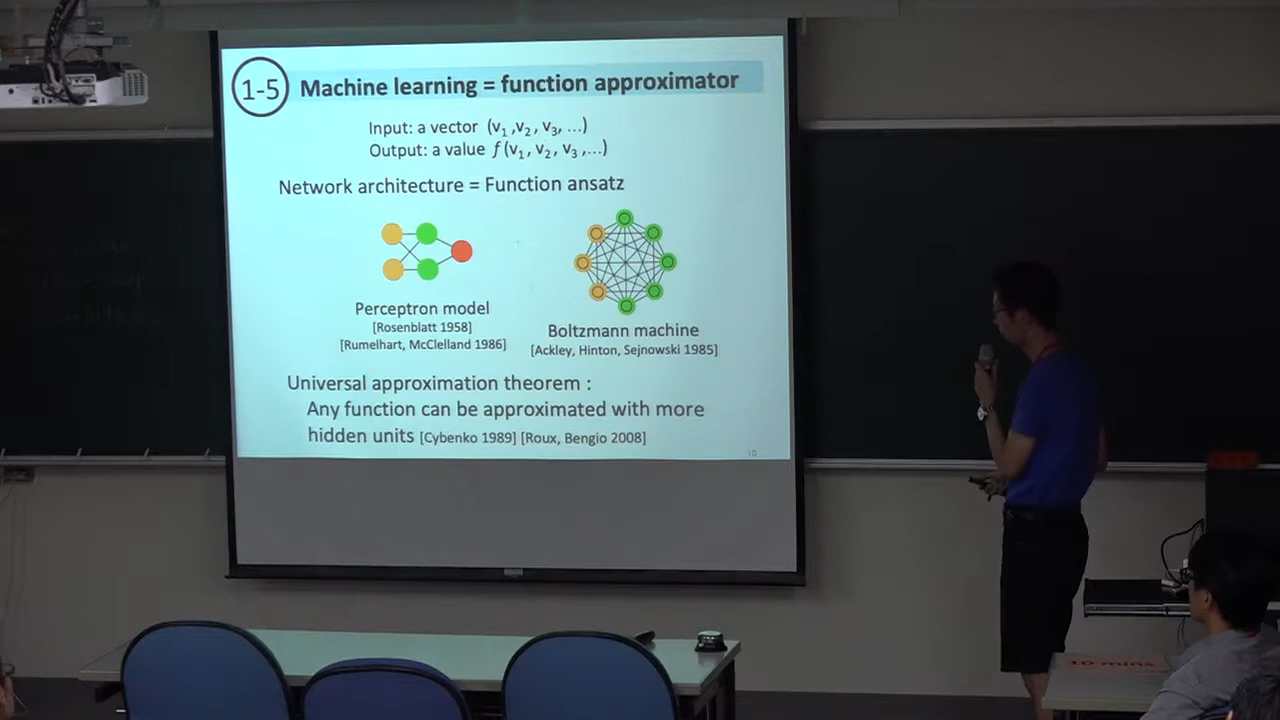 1-5 Machine learning = function approximator
Input: a vector (v₁ ,v₂ , v₃, ...)
Output: a value f(v₁ , v₂ , v₃ ,...)
Network architecture = Function ansatz
Perceptron model
[Rosenblatt 1958]
[Rumelhart, McClelland 1986]
Boltzmann machine
[Ackley, Hinton, Sejnowski 1985]
Universal approximation theorem :
Any function can be approximated with more
hidden units [Cybenko 1989] [Roux, Bengio 2008]
10
10 mins